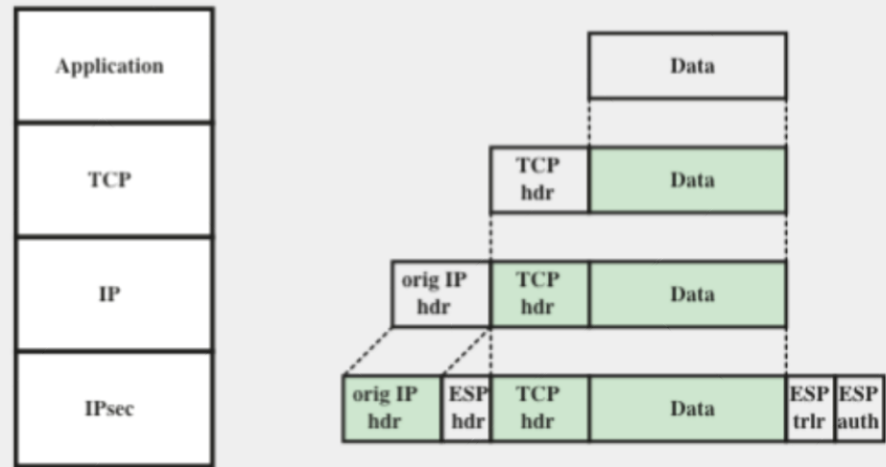 Application
Data
TCP
TCP
hdr
Data
IP
orig IP
hdr
TCP
hdr
Data
IPsec
orig IP
hdr
ESP
hdr
TCP
hdr
Data
ESP
trlr
ESP
auth